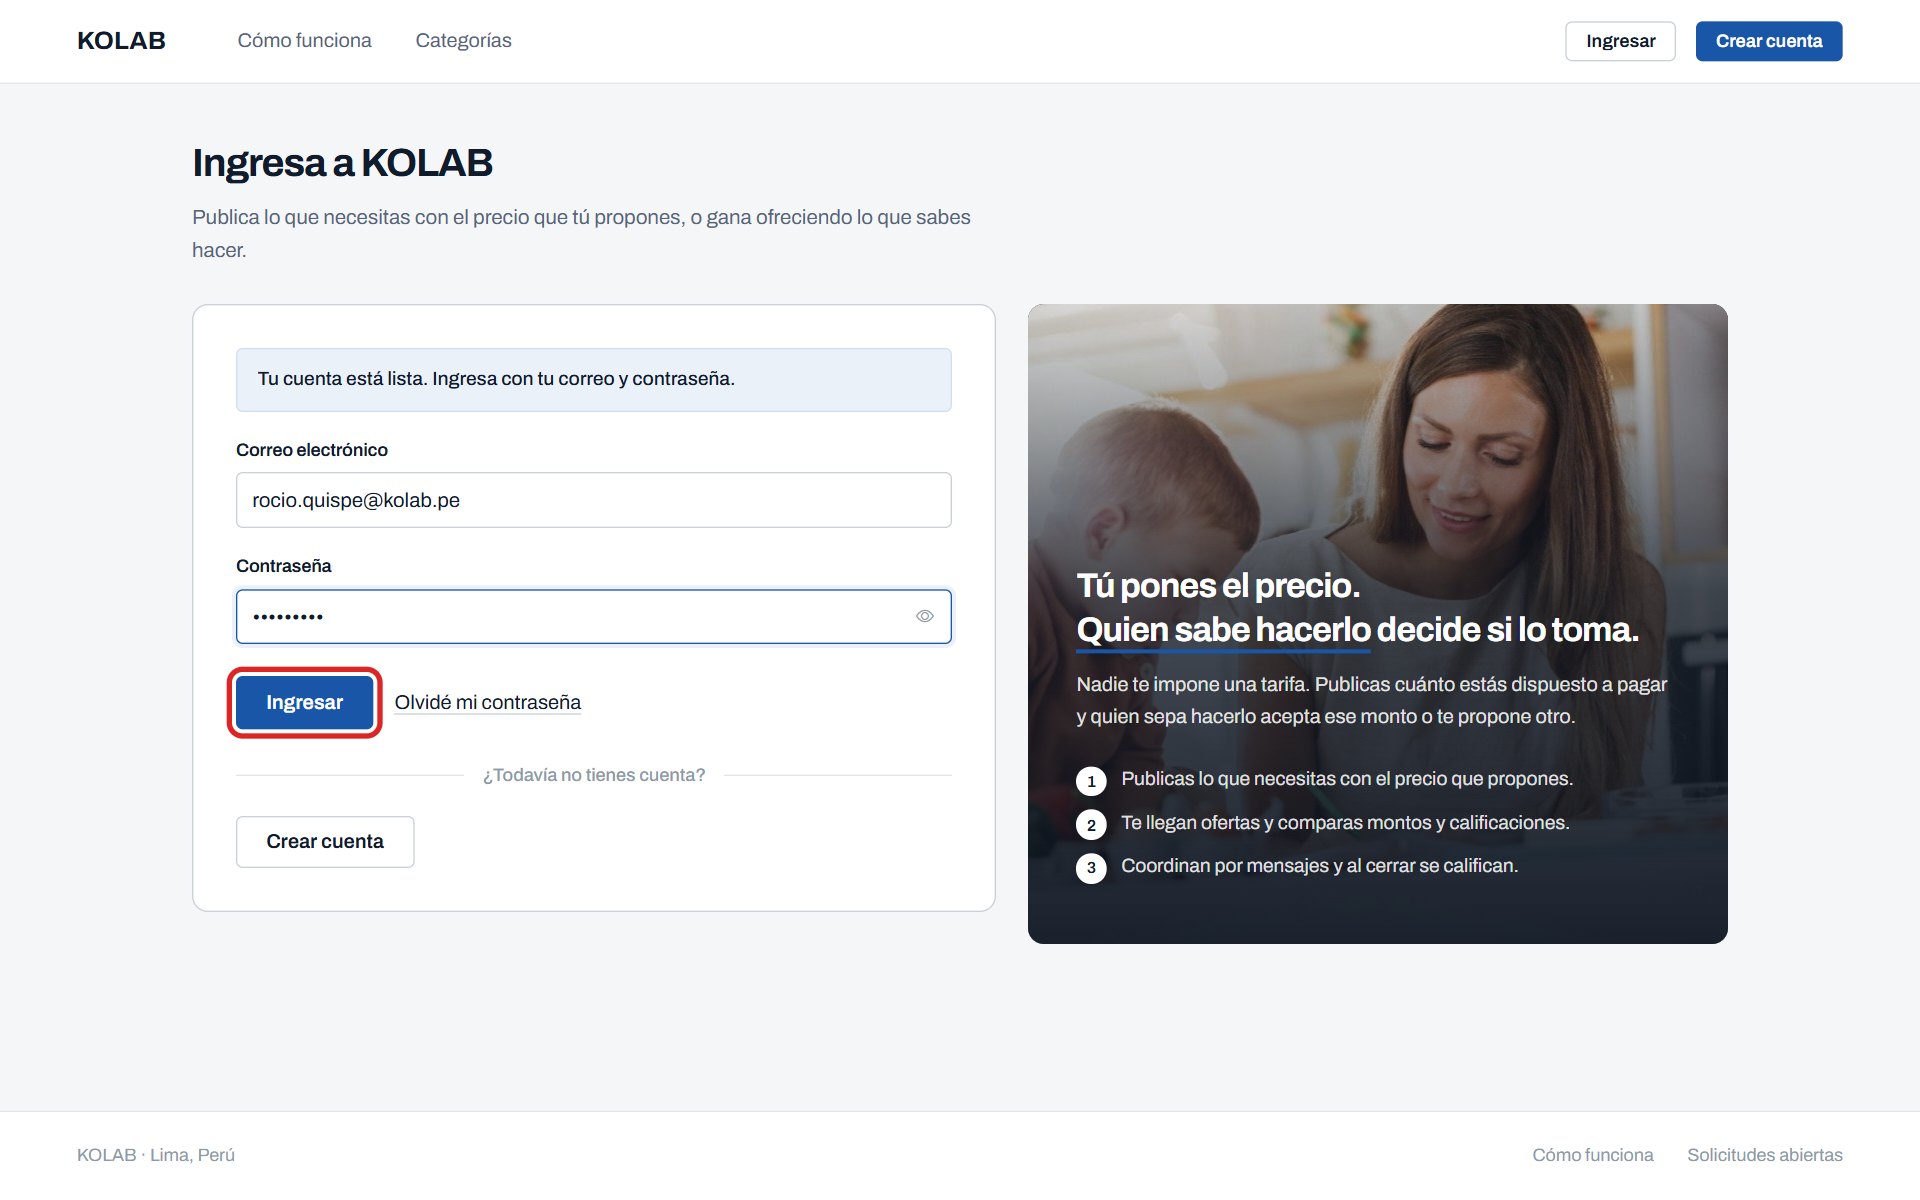 KOLAB
Cómo funciona
Categorías
Ingresar
Crear cuenta
Ingresa a KOLAB
Publica lo que necesitas con el precio que tú propones, o gana ofreciendo lo que sabes
hacer.
Tu cuenta está lista. Ingresa con tu correo y contraseña.
Correo electrónico
rocio.quispe@kolab.pe
Contraseña
•••••••••
Ingresar
Olvidé mi contraseña
¿Todavía no tienes cuenta?
Crear cuenta
Tú pones el precio.
Quien sabe hacerlo decide si lo toma.
Nadie te impone una tarifa. Publicas cuánto estás dispuesto a pagar
y quien sepa hacerlo acepta ese monto o te propone otro.
1 Publicas lo que necesitas con el precio que propones.
2 Te llegan ofertas y comparas montos y calificaciones.
3 Coordinan por mensajes y al cerrar se califican.
KOLAB · Lima, Perú
Cómo funciona
Solicitudes abiertas